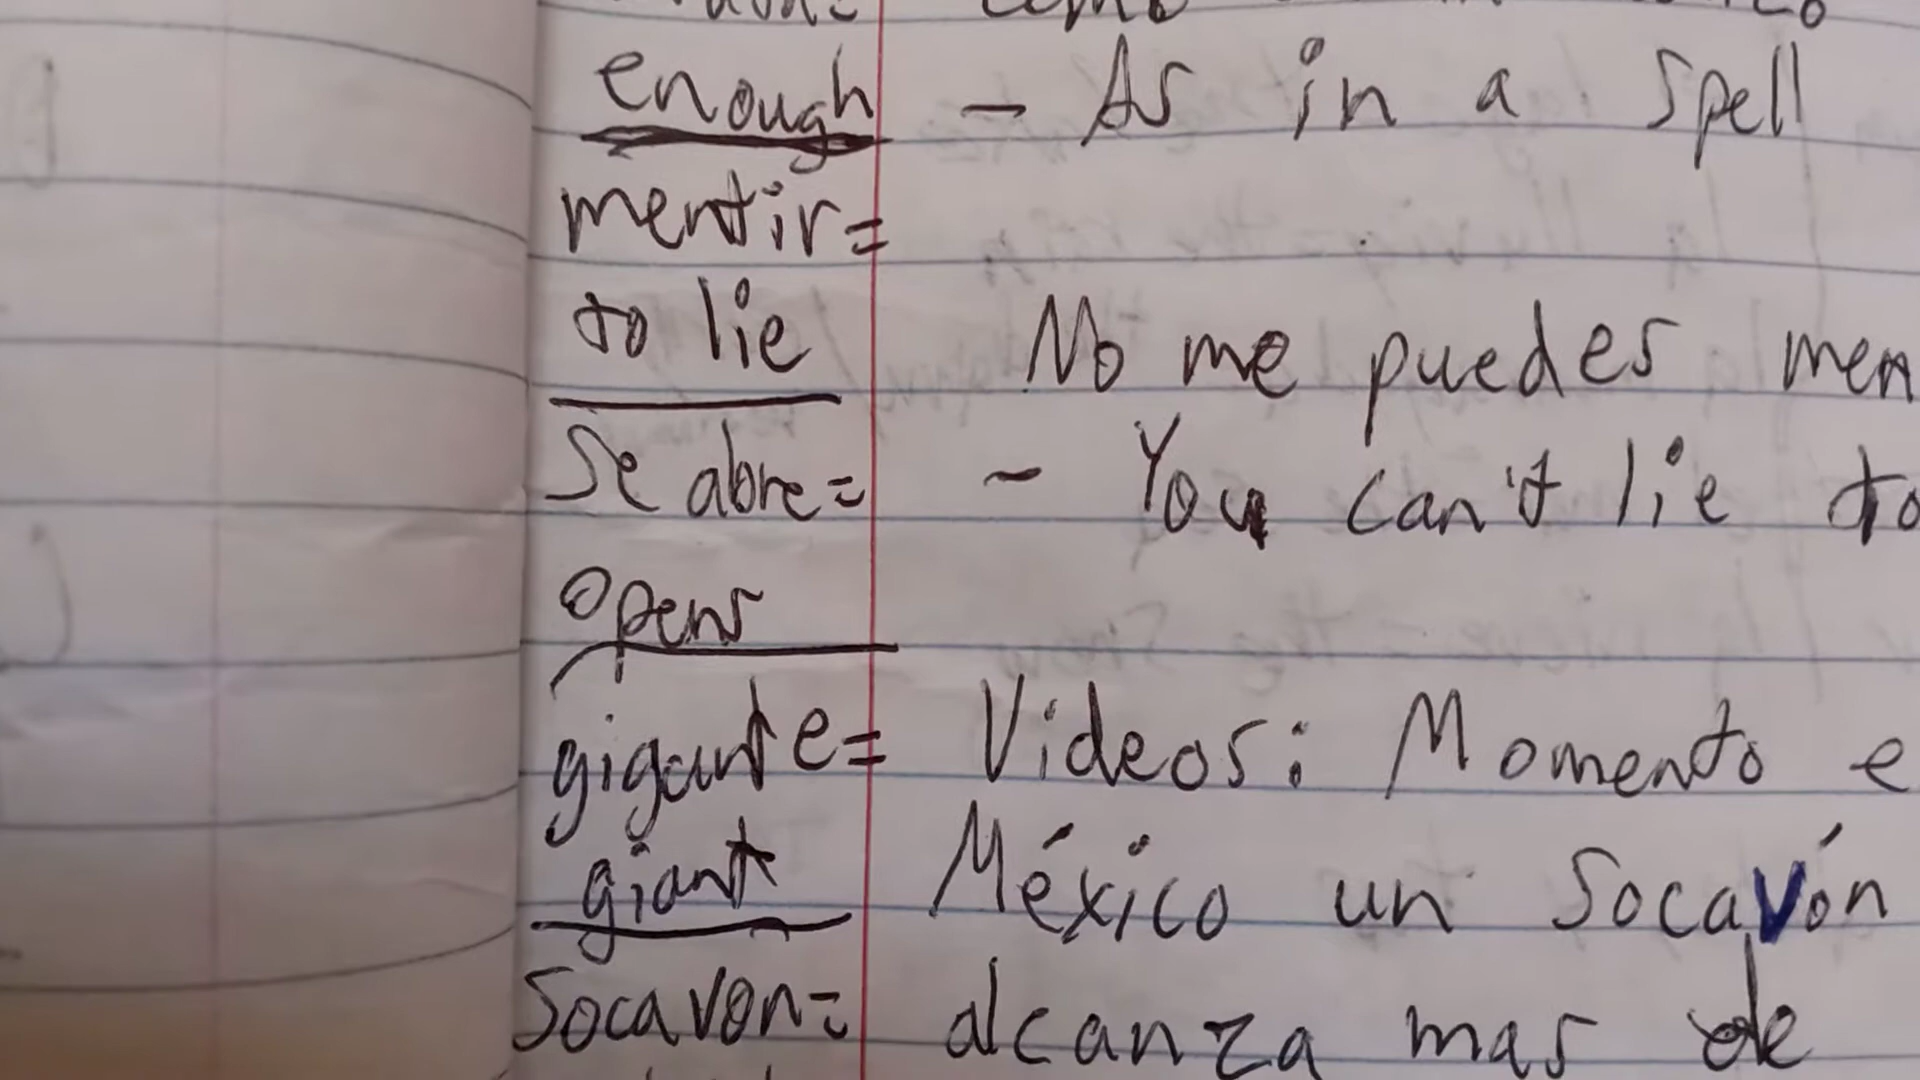 enough - As in a spell
mentir=
to lie No me puedes men
Se abre= - You can't lie to
opens
gigante= Videos: Momento e
giant México un Socavón
Socavon= alcanza mas de